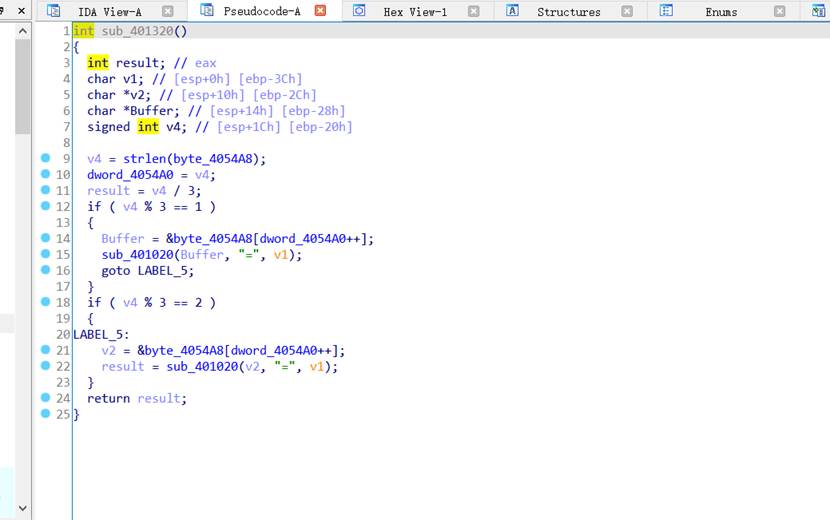 IDA View-A Pseudocode-A Hex View-1 Structures Enums
1 int sub_401320()
2 {
3 int result; // eax
4 char v1; // [esp+0h] [ebp-3Ch]
5 char *v2; // [esp+10h] [ebp-2Ch]
6 char *Buffer; // [esp+14h] [ebp-28h]
7 signed int v4; // [esp+1Ch] [ebp-20h]
8
9 v4 = strlen(byte_4054A8);
10 dword_4054A0 = v4;
11 result = v4 / 3;
12 if ( v4 % 3 == 1 )
13 {
14 Buffer = &byte_4054A8[dword_4054A0++];
15 sub_401020(Buffer, "=", v1);
16 goto LABEL_5;
17 }
18 if ( v4 % 3 == 2 )
19 {
20 LABEL_5:
21 v2 = &byte_4054A8[dword_4054A0++];
22 result = sub_401020(v2, "=", v1);
23 }
24 return result;
25 }